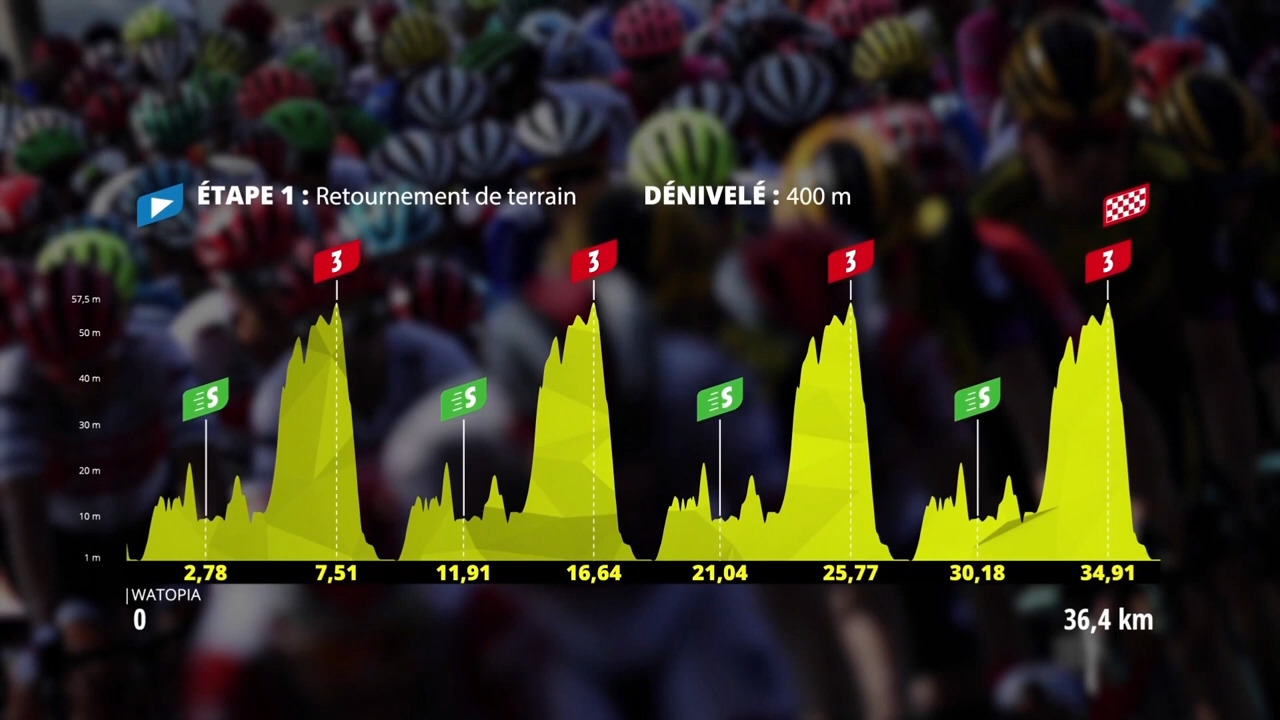 ÉTAPE 1 : Retournement de terrain
DÉNIVELÉ : 400 m
3 3 3 3
57,5 m
50 m
40 m
S S S S
30 m
20 m
10 m
1 m
2,78 7,51 11,91 16,64 21,04 25,77 30,18 34,91
|WATOPIA
0 36,4 km